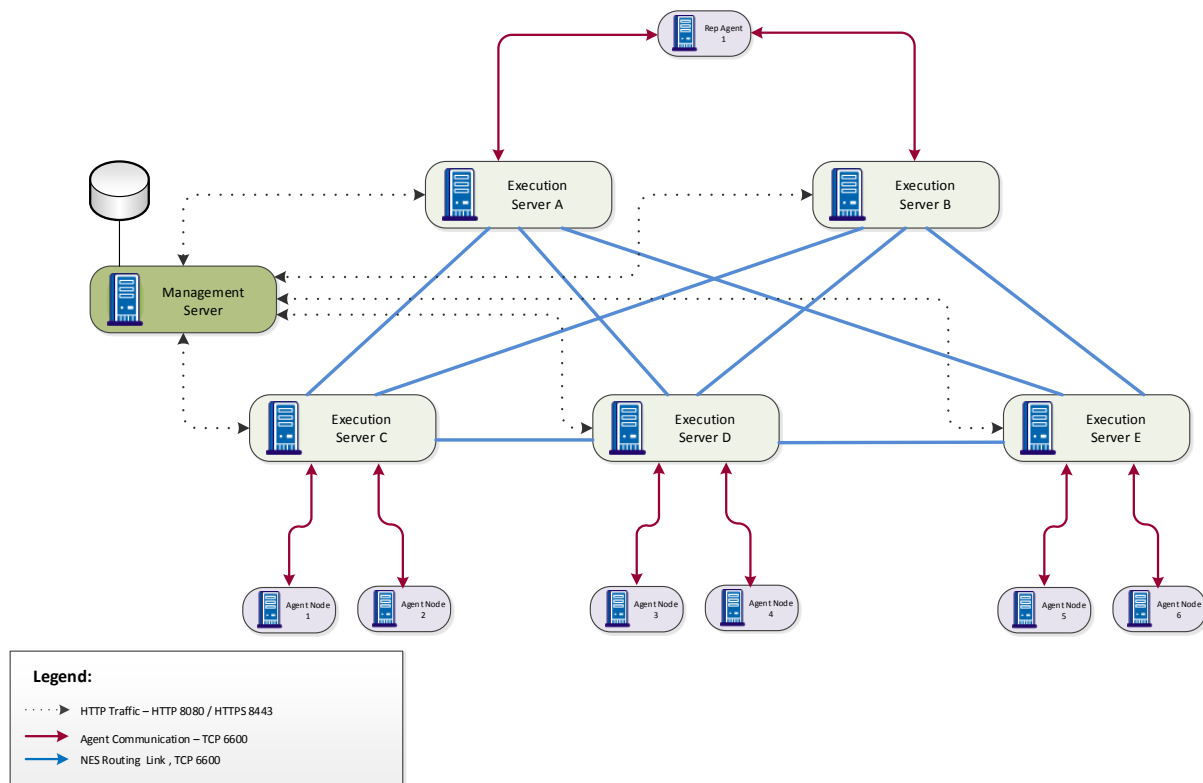 Rep Agent
1
Execution
Server A
Execution
Server B
Management
Server
Execution
Server C
Execution
Server D
Execution
Server E
Agent Node
1
Agent Node
2
Agent Node
3
Agent Node
4
Agent Node
5
Agent Node
6
Legend:
HTTP Traffic – HTTP 8080 / HTTPS 8443
Agent Communication – TCP 6600
NES Routing Link , TCP 6600